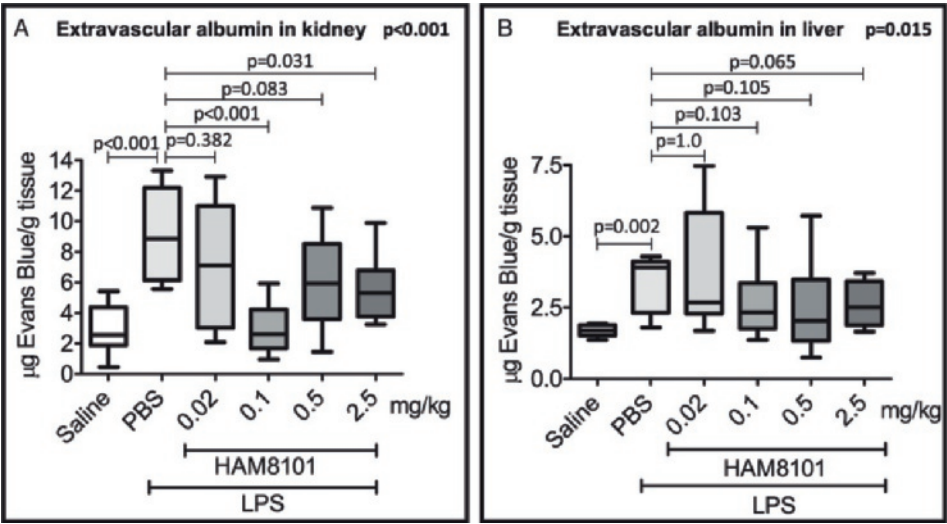 A Extravascular albumin in kidney p<0.001
p=0.031
p=0.083
p<0.001
p<0.001 p=0.382
µg Evans Blue/g tissue
14
12
10
8
6
4
2
0
Saline PBS 0.02 0.1 0.5 2.5 mg/kg
HAM8101
LPS
B Extravascular albumin in liver p=0.015
p=0.065
p=0.105
p=0.103
p=1.0
p=0.002
µg Evans Blue/g tissue
7.5
5.0
2.5
0.0
Saline PBS 0.02 0.1 0.5 2.5 mg/kg
HAM8101
LPS